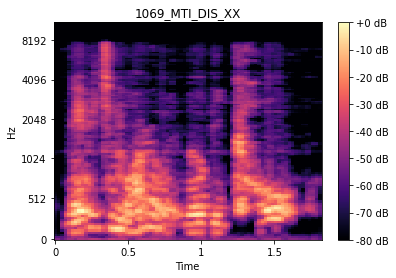 1069_MTI_DIS_XX
+0 dB
8192
-10 dB
4096
-20 dB
-30 dB
2048
Hz
-40 dB
1024
-50 dB
512
-60 dB
-70 dB
0
-80 dB
0
0.5
1
1.5
Time